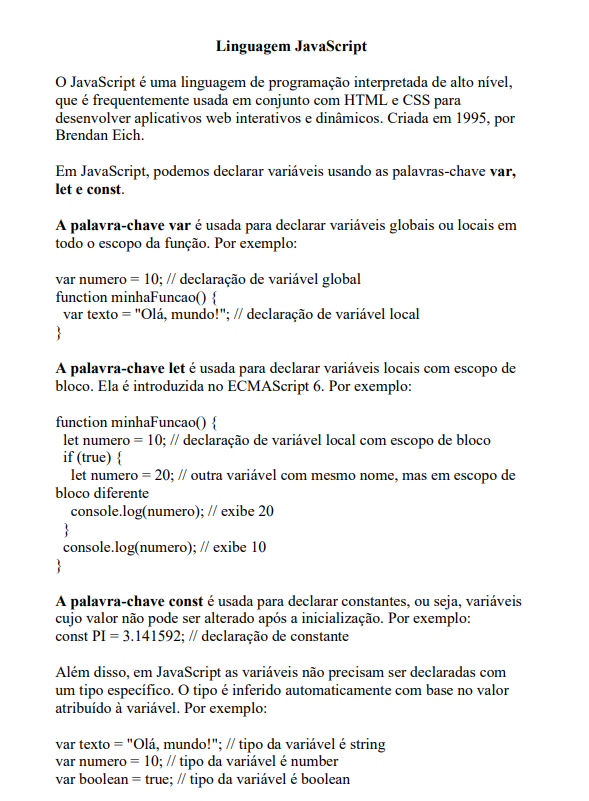 Linguagem JavaScript
O JavaScript é uma linguagem de programação interpretada de alto nível,
que é frequentemente usada em conjunto com HTML e CSS para
desenvolver aplicativos web interativos e dinâmicos. Criada em 1995, por
Brendan Eich.
Em JavaScript, podemos declarar variáveis usando as palavras-chave var,
let e const.
A palavra-chave var é usada para declarar variáveis globais ou locais em
todo o escopo da função. Por exemplo:
var numero = 10; // declaração de variável global
function minhaFuncao() {
  var texto = "Olá, mundo!"; // declaração de variável local
}
A palavra-chave let é usada para declarar variáveis locais com escopo de
bloco. Ela é introduzida no ECMAScript 6. Por exemplo:
function minhaFuncao() {
  let numero = 10; // declaração de variável local com escopo de bloco
  if (true) {
    let numero = 20; // outra variável com mesmo nome, mas em escopo de
bloco diferente
    console.log(numero); // exibe 20
  }
  console.log(numero); // exibe 10
}
A palavra-chave const é usada para declarar constantes, ou seja, variáveis
cujo valor não pode ser alterado após a inicialização. Por exemplo:
const PI = 3.141592; // declaração de constante
Além disso, em JavaScript as variáveis não precisam ser declaradas com
um tipo específico. O tipo é inferido automaticamente com base no valor
atribuído à variável. Por exemplo:
var texto = "Olá, mundo!"; // tipo da variável é string
var numero = 10; // tipo da variável é number
var boolean = true; // tipo da variável é boolean